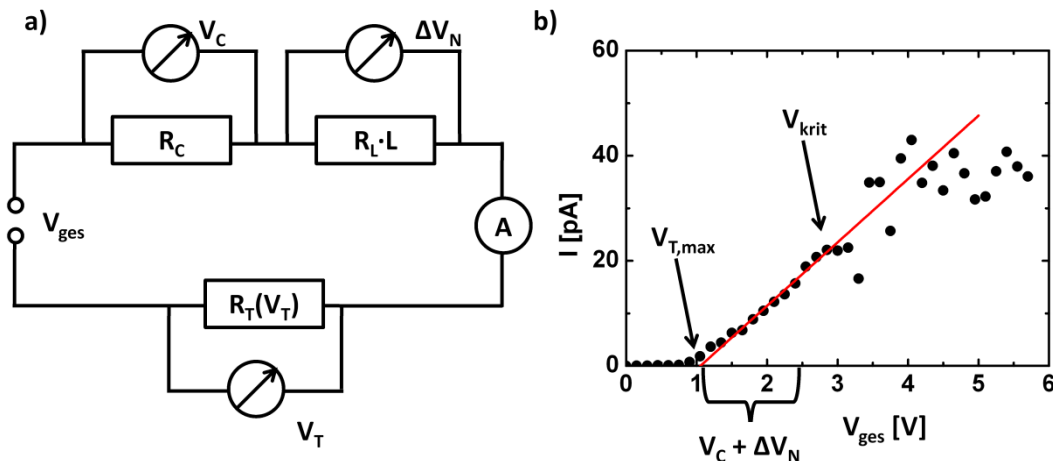 a)
V_C
ΔV_N
R_C
R_L·L
V_ges
A
R_T(V_T)
V_T
b)
60
40
20
0
I [pA]
V_krit
V_T,max
0 1 2 3 4 5 6
V_ges [V]
V_C + ΔV_N